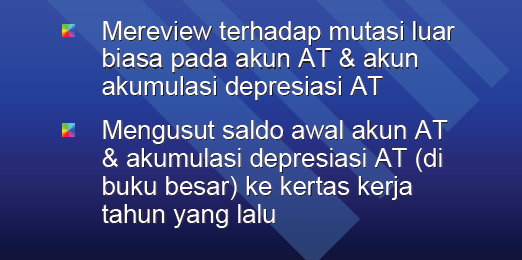 Mereview terhadap mutasi luar
biasa pada akun AT & akun
akumulasi depresiasi AT
Mengusut saldo awal akun AT
& akumulasi depresiasi AT (di
buku besar) ke kertas kerja
tahun yang lalu